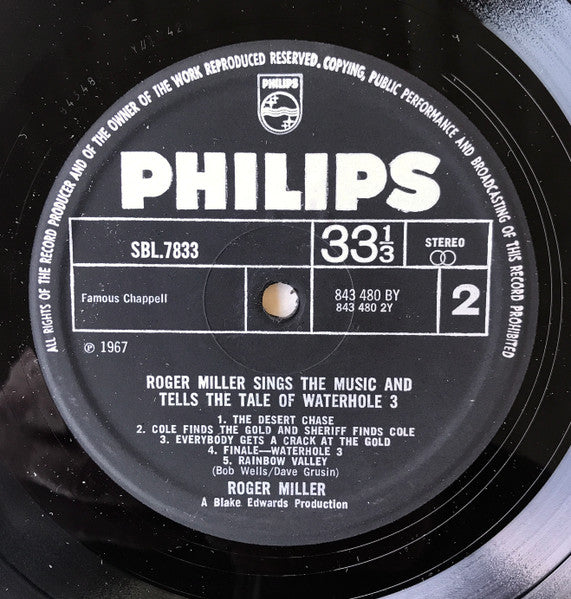 ALL RIGHTS OF THE RECORD PRODUCER AND OF THE OWNER OF THE WORK REPRODUCED RESERVED. COPYING, PUBLIC PERFORMANCE AND BROADCASTING OF THIS RECORD PROHIBITED
PHILIPS
PHILIPS
SBL.7833
33⅓
STEREO
Famous Chappell
843 480 BY
843 480 2Y
2
℗ 1967
ROGER MILLER SINGS THE MUSIC AND
TELLS THE TALE OF WATERHOLE 3
1. THE DESERT CHASE
2. COLE FINDS THE GOLD AND SHERIFF FINDS COLE
3. EVERYBODY GETS A CRACK AT THE GOLD
4. FINALE—WATERHOLE 3
5. RAINBOW VALLEY
(Bob Wells/Dave Grusin)
ROGER MILLER
A Blake Edwards Production